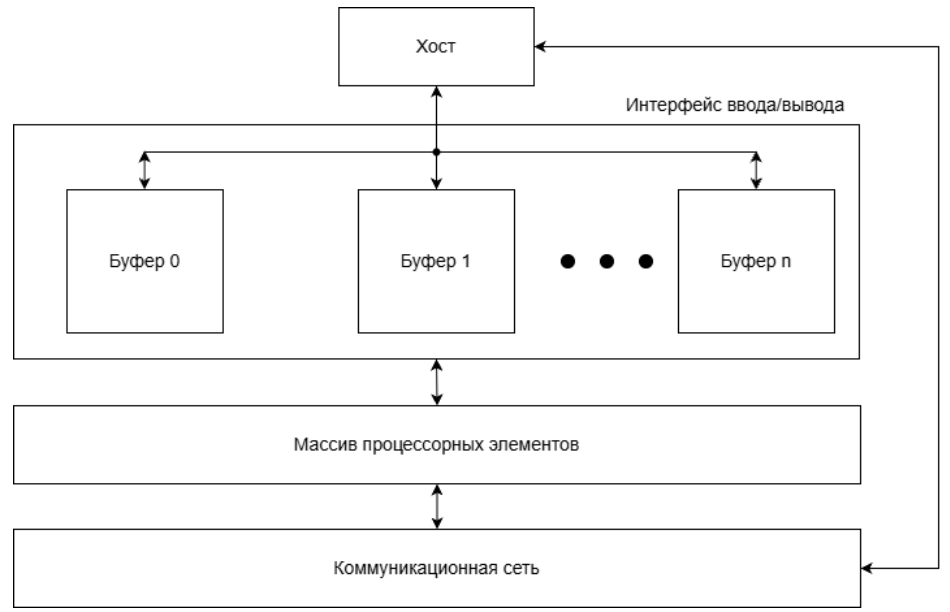 Хост
Интерфейс ввода/вывода
Буфер 0
Буфер 1
Буфер n
Массив процессорных элементов
Коммуникационная сеть